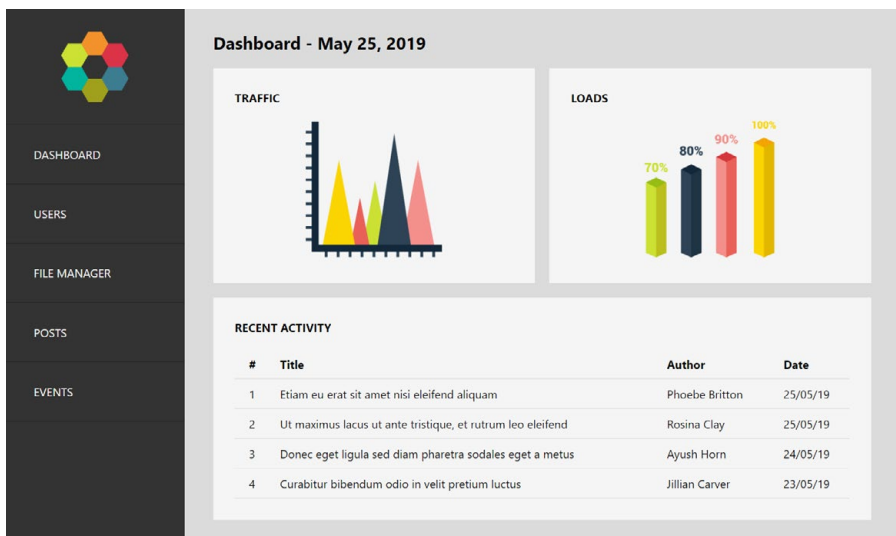 Dashboard - May 25, 2019
DASHBOARD
USERS
FILE MANAGER
POSTS
EVENTS
TRAFFIC
LOADS
70%
80%
90%
100%
RECENT ACTIVITY
# Title Author Date
1 Etiam eu erat sit amet nisi eleifend aliquam Phoebe Britton 25/05/19
2 Ut maximus lacus ut ante tristique, et rutrum leo eleifend Rosina Clay 25/05/19
3 Donec eget ligula sed diam pharetra sodales eget a metus Ayush Horn 24/05/19
4 Curabitur bibendum odio in velit pretium luctus Jillian Carver 23/05/19